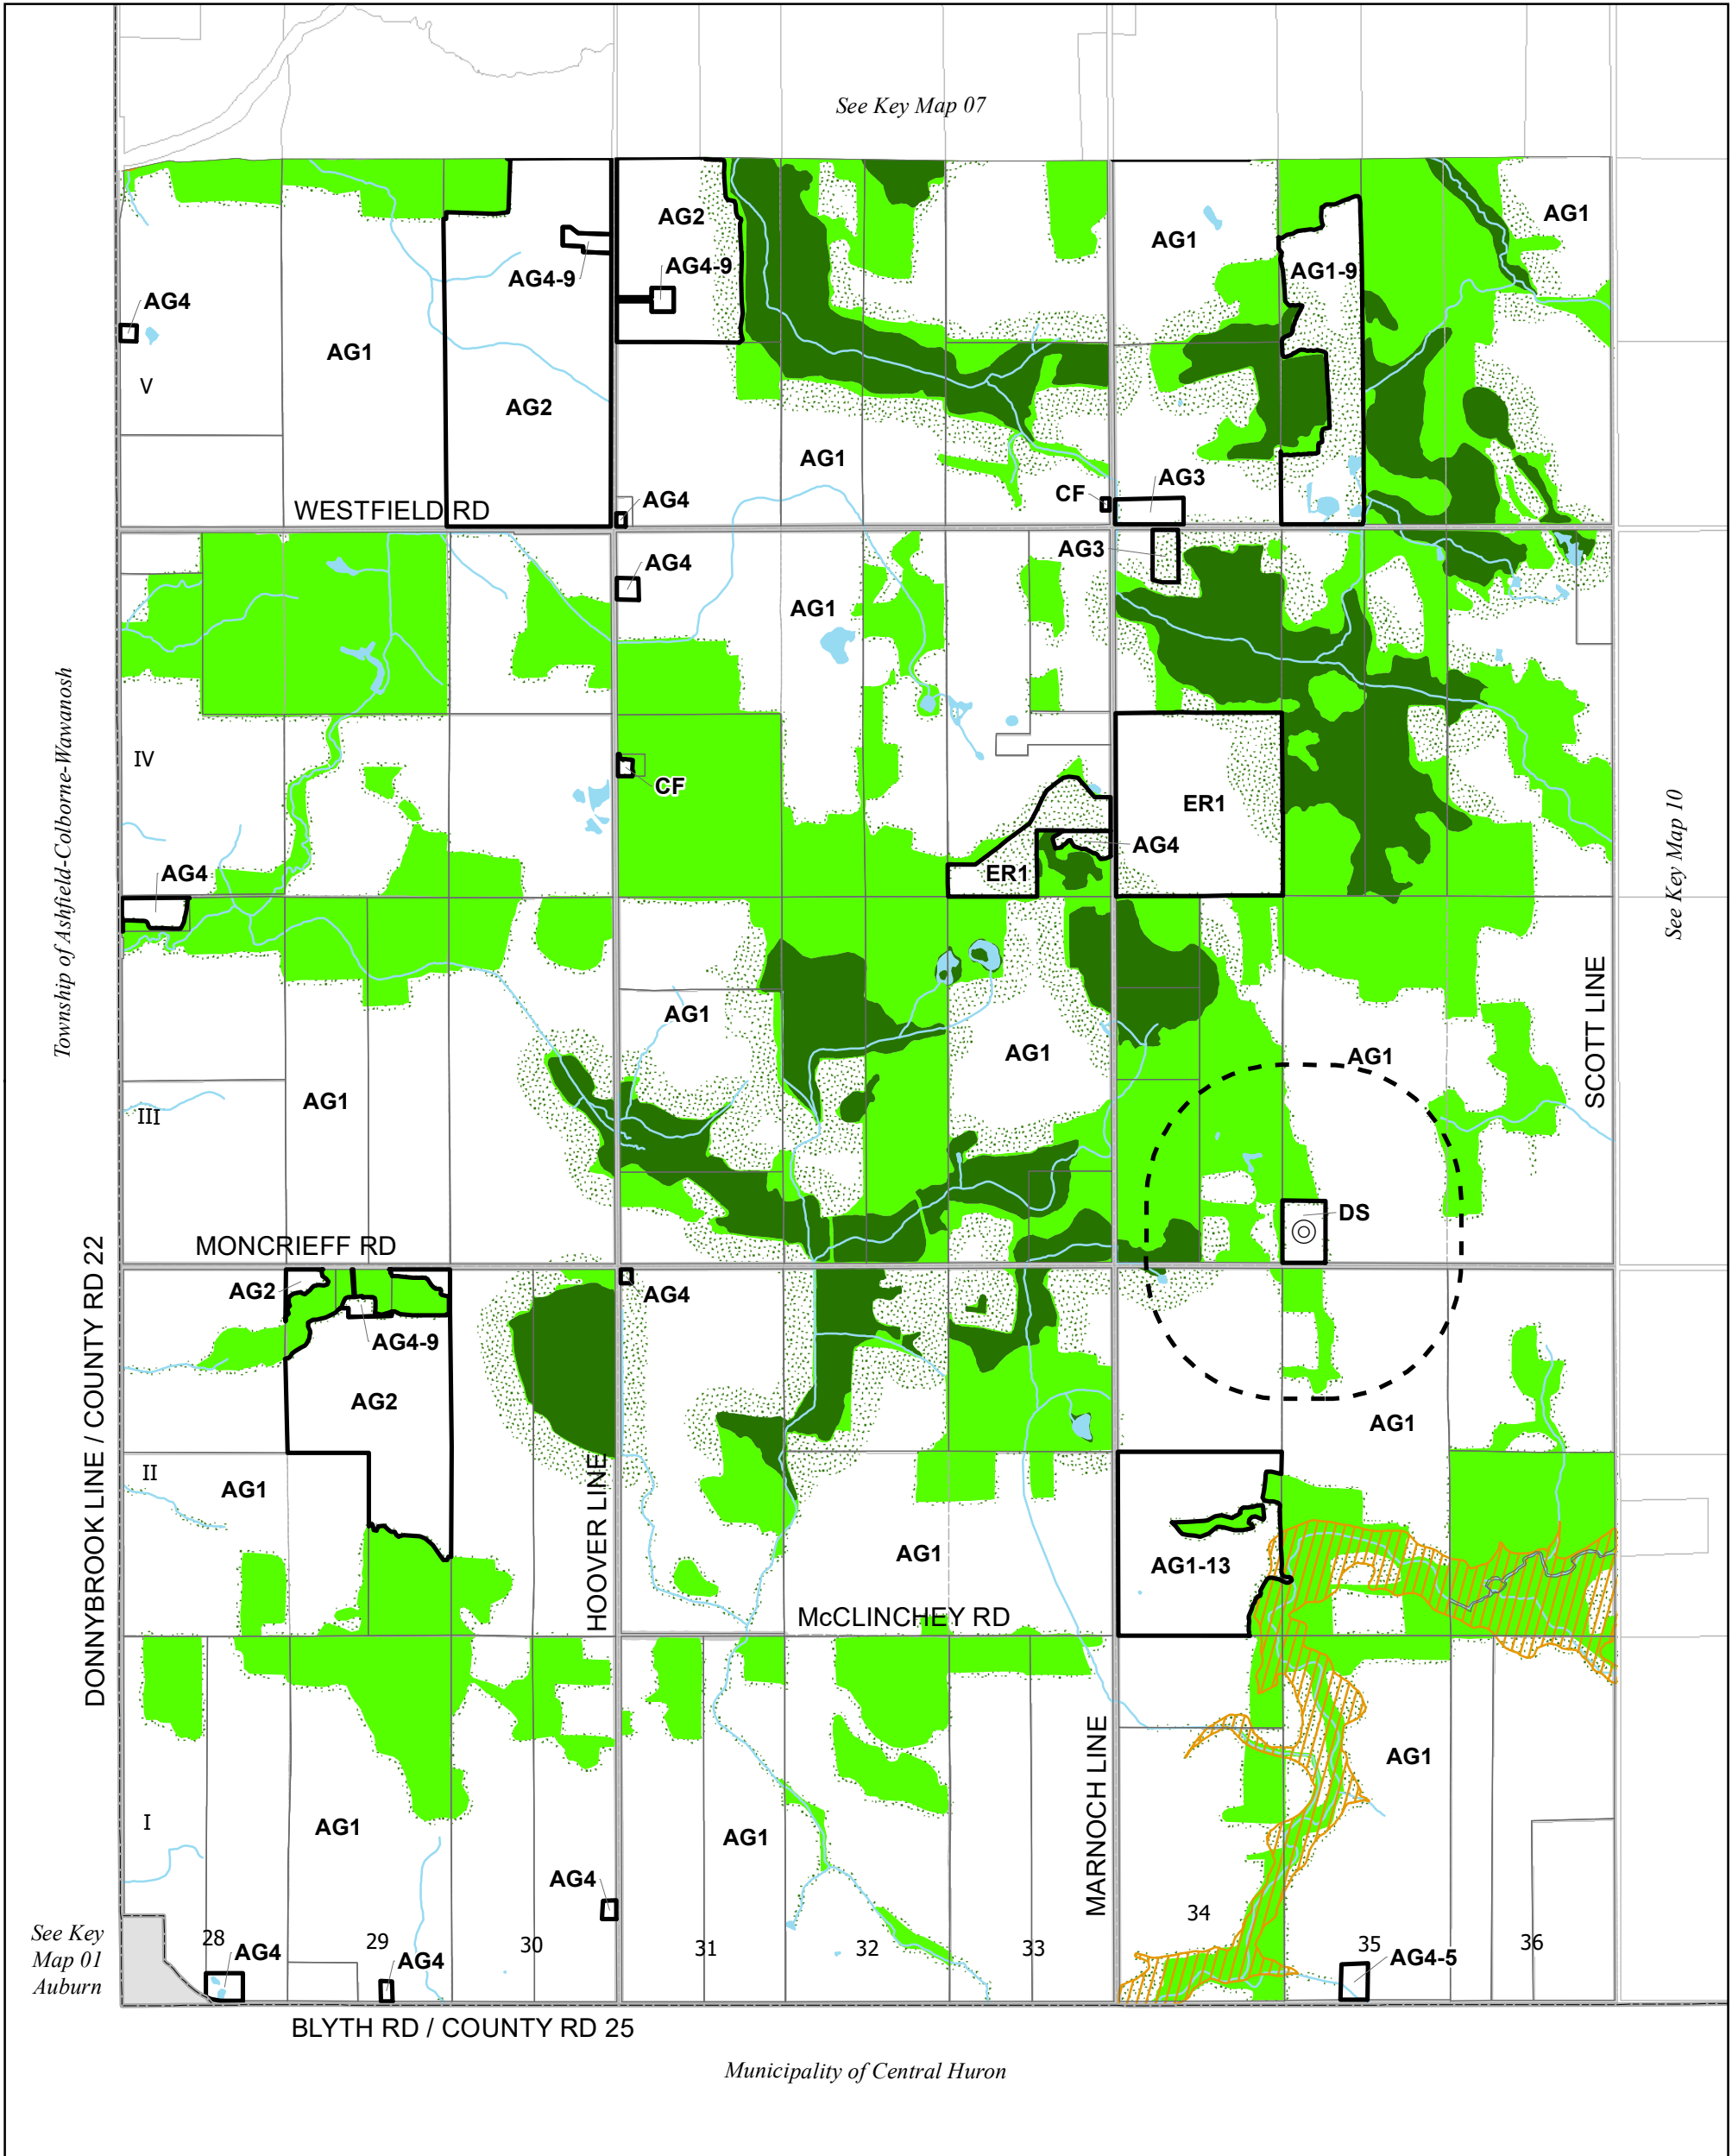 See Key Map 07
AG2
AG1
AG1
AG1-9
AG4-9
AG4-9
AG4
AG1
V
AG2
AG1
AG3
CF
AG4
WESTFIELD RD
AG3
AG4
AG1
Township of Ashfield-Colborne-Wawanosh
IV
CF
ER1
See Key Map 10
AG4
ER1
AG4
SCOTT LINE
AG1
AG1
AG1
AG1
III
DS
MONCRIEFF RD
DONNYBROOK LINE / COUNTY RD 22
AG2
AG4
AG4-9
AG2
AG1
II
AG1
HOOVER LINE
AG1
AG1-13
McCLINCHEY RD
MARNOCH LINE
AG1
I
AG1
AG1
AG4
34
See Key
Map 01
Auburn
28
29
30
31
32
33
35
36
AG4
AG4
AG4-5
BLYTH RD / COUNTY RD 25
Municipality of Central Huron